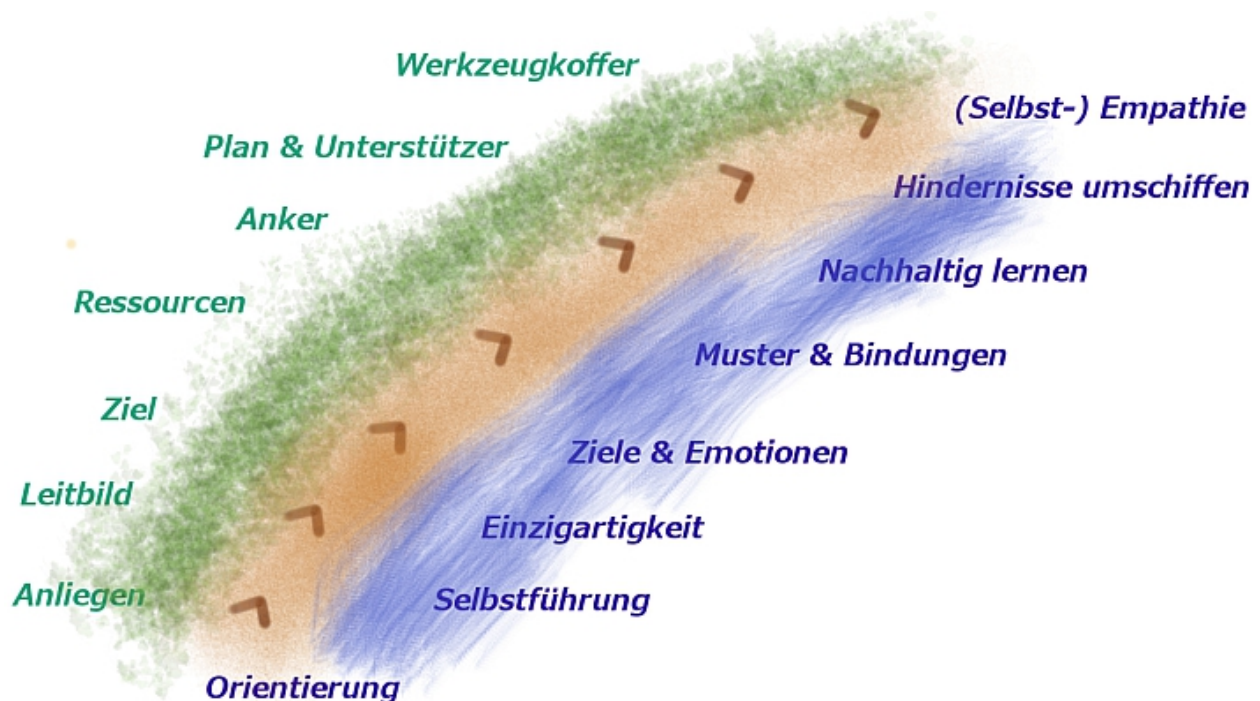 Werkzeugkoffer
(Selbst-) Empathie
Plan & Unterstützer
Hindernisse umschiffen
Anker
Nachhaltig lernen
Ressourcen
Muster & Bindungen
Ziel
Ziele & Emotionen
Leitbild
Einzigartigkeit
Anliegen
Selbstführung
Orientierung